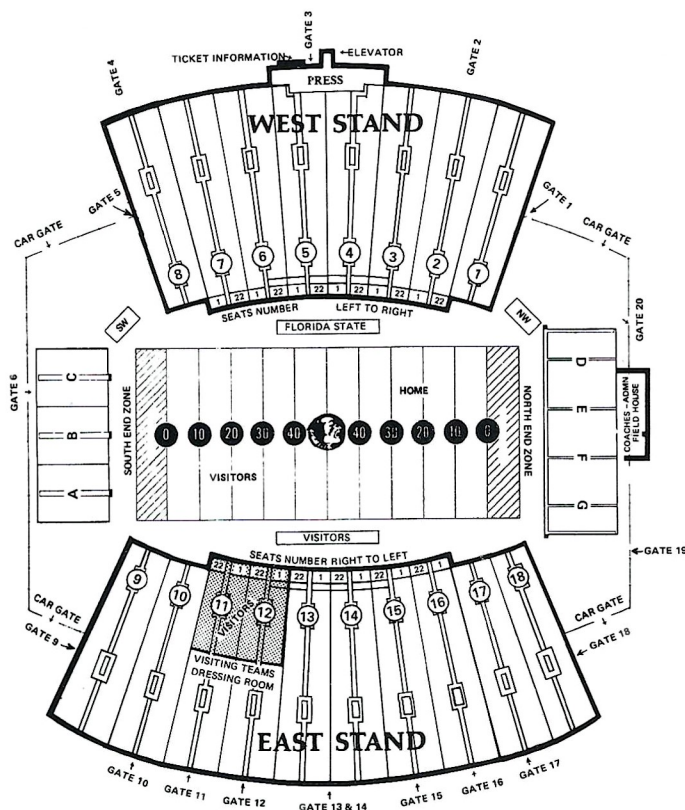 GATE 3
ELEVATOR
TICKET INFORMATION
PRESS
GATE 4
GATE 2
WEST STAND
GATE 5
GATE 1
CAR GATE
CAR GATE
8
7
6
5
4
3
2
1
1 22 1 22 1 22 1 22 1 22 1 22
SEATS NUMBER LEFT TO RIGHT
FLORIDA STATE
SW
NW
GATE 20
GATE 6
C
B
A
SOUTH END ZONE
HOME
0 10 20 30 40 40 30 20 10 0
VISITORS
NORTH END ZONE
D
E
F
G
COACHES - ADMN
FIELD HOUSE
VISITORS
SEATS NUMBER RIGHT TO LEFT
22 1 22 1 22 1 22 1 22 1 22 1
GATE 19
9
10
11
12
13
14
15
16
17
18
VISITORS
VISITING TEAMS
DRESSING ROOM
CAR GATE
GATE 9
CAR GATE
GATE 18
EAST STAND
GATE 10
GATE 11
GATE 12
GATE 13 & 14
GATE 15
GATE 16
GATE 17